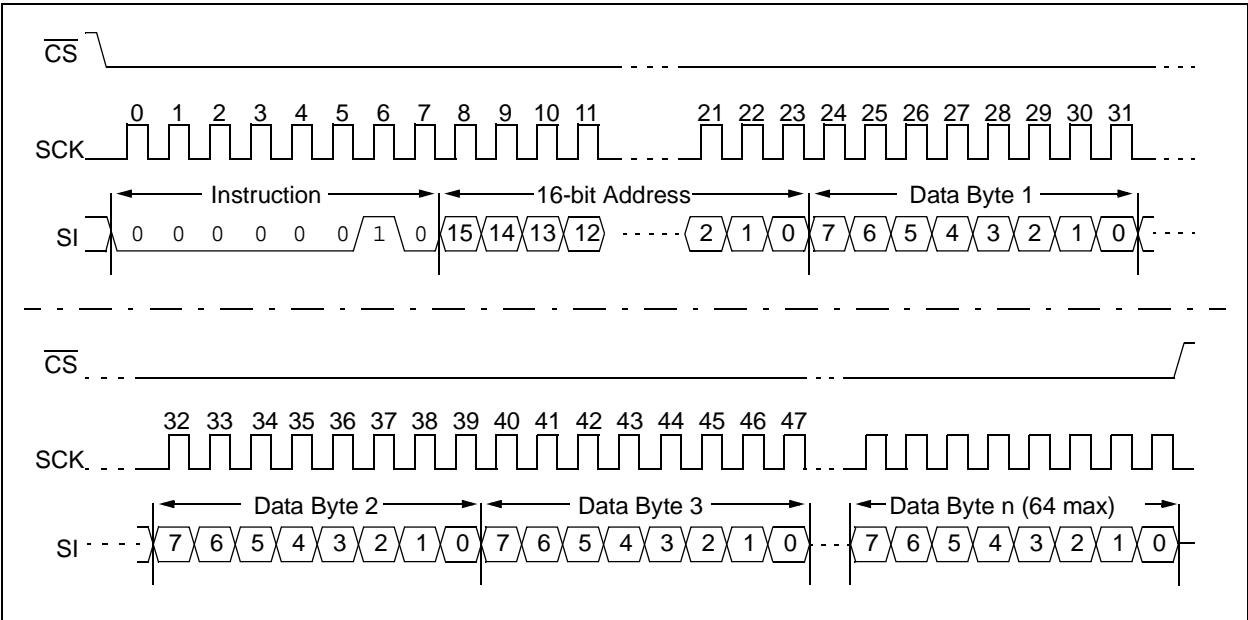 CS
0 1 2 3 4 5 6 7 8 9 10 11 21 22 23 24 25 26 27 28 29 30 31
SCK
Instruction 16-bit Address Data Byte 1
SI 0 0 0 0 0 0 1 0 15 14 13 12 2 1 0 7 6 5 4 3 2 1 0
CS
32 33 34 35 36 37 38 39 40 41 42 43 44 45 46 47
SCK
Data Byte 2 Data Byte 3 Data Byte n (64 max)
SI 7 6 5 4 3 2 1 0 7 6 5 4 3 2 1 0 7 6 5 4 3 2 1 0